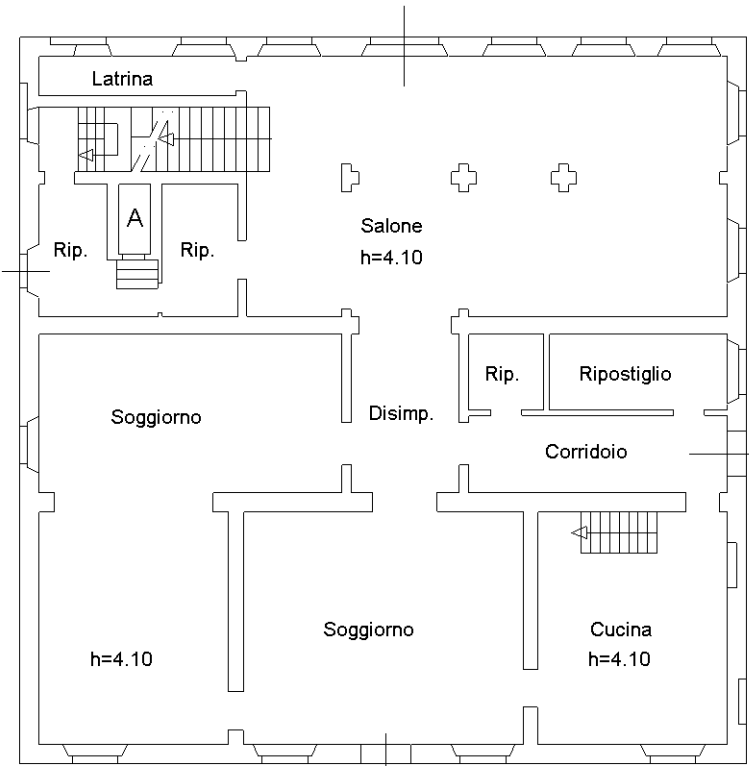 Latrina
A
Rip.
Rip.
Salone
h=4.10
Rip.
Ripostiglio
Soggiorno
Disimp.
Corridoio
Soggiorno
Cucina
h=4.10
h=4.10